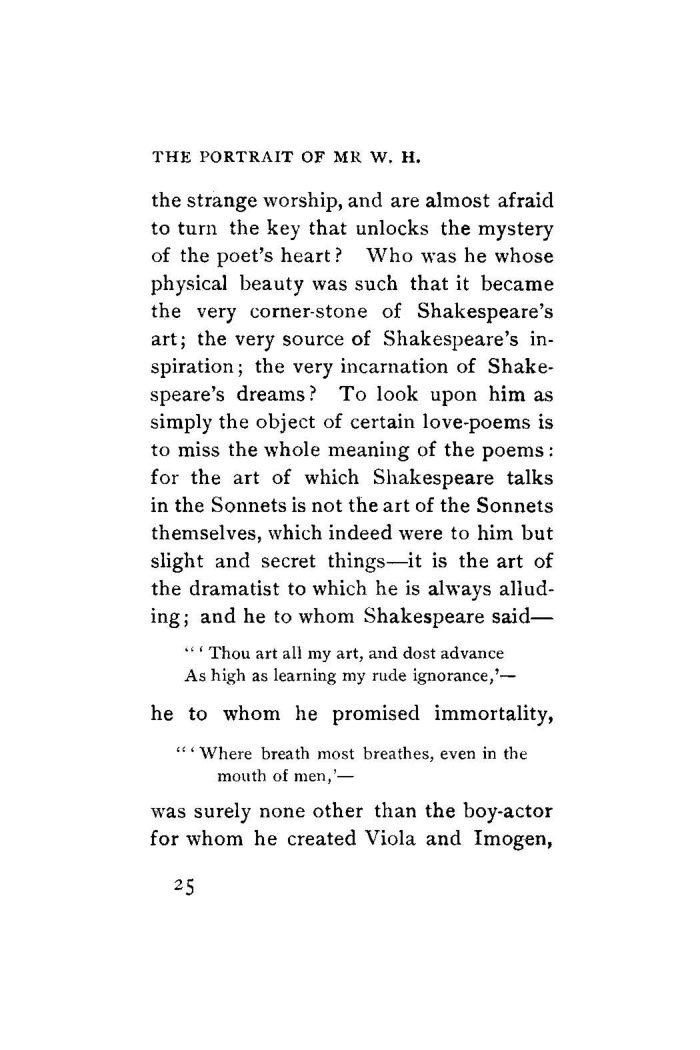 THE PORTRAIT OF MR W. H.
the strange worship, and are almost afraid
to turn the key that unlocks the mystery
of the poet's heart? Who was he whose
physical beauty was such that it became
the very corner-stone of Shakespeare's
art; the very source of Shakespeare's in-
spiration; the very incarnation of Shake-
speare's dreams? To look upon him as
simply the object of certain love-poems is
to miss the whole meaning of the poems:
for the art of which Shakespeare talks
in the Sonnets is not the art of the Sonnets
themselves, which indeed were to him but
slight and secret things—it is the art of
the dramatist to which he is always allud-
ing; and he to whom Shakespeare said—
"'Thou art all my art, and dost advance
As high as learning my rude ignorance,'—
he to whom he promised immortality,
"'Where breath most breathes, even in the
mouth of men,'—
was surely none other than the boy-actor
for whom he created Viola and Imogen,
25